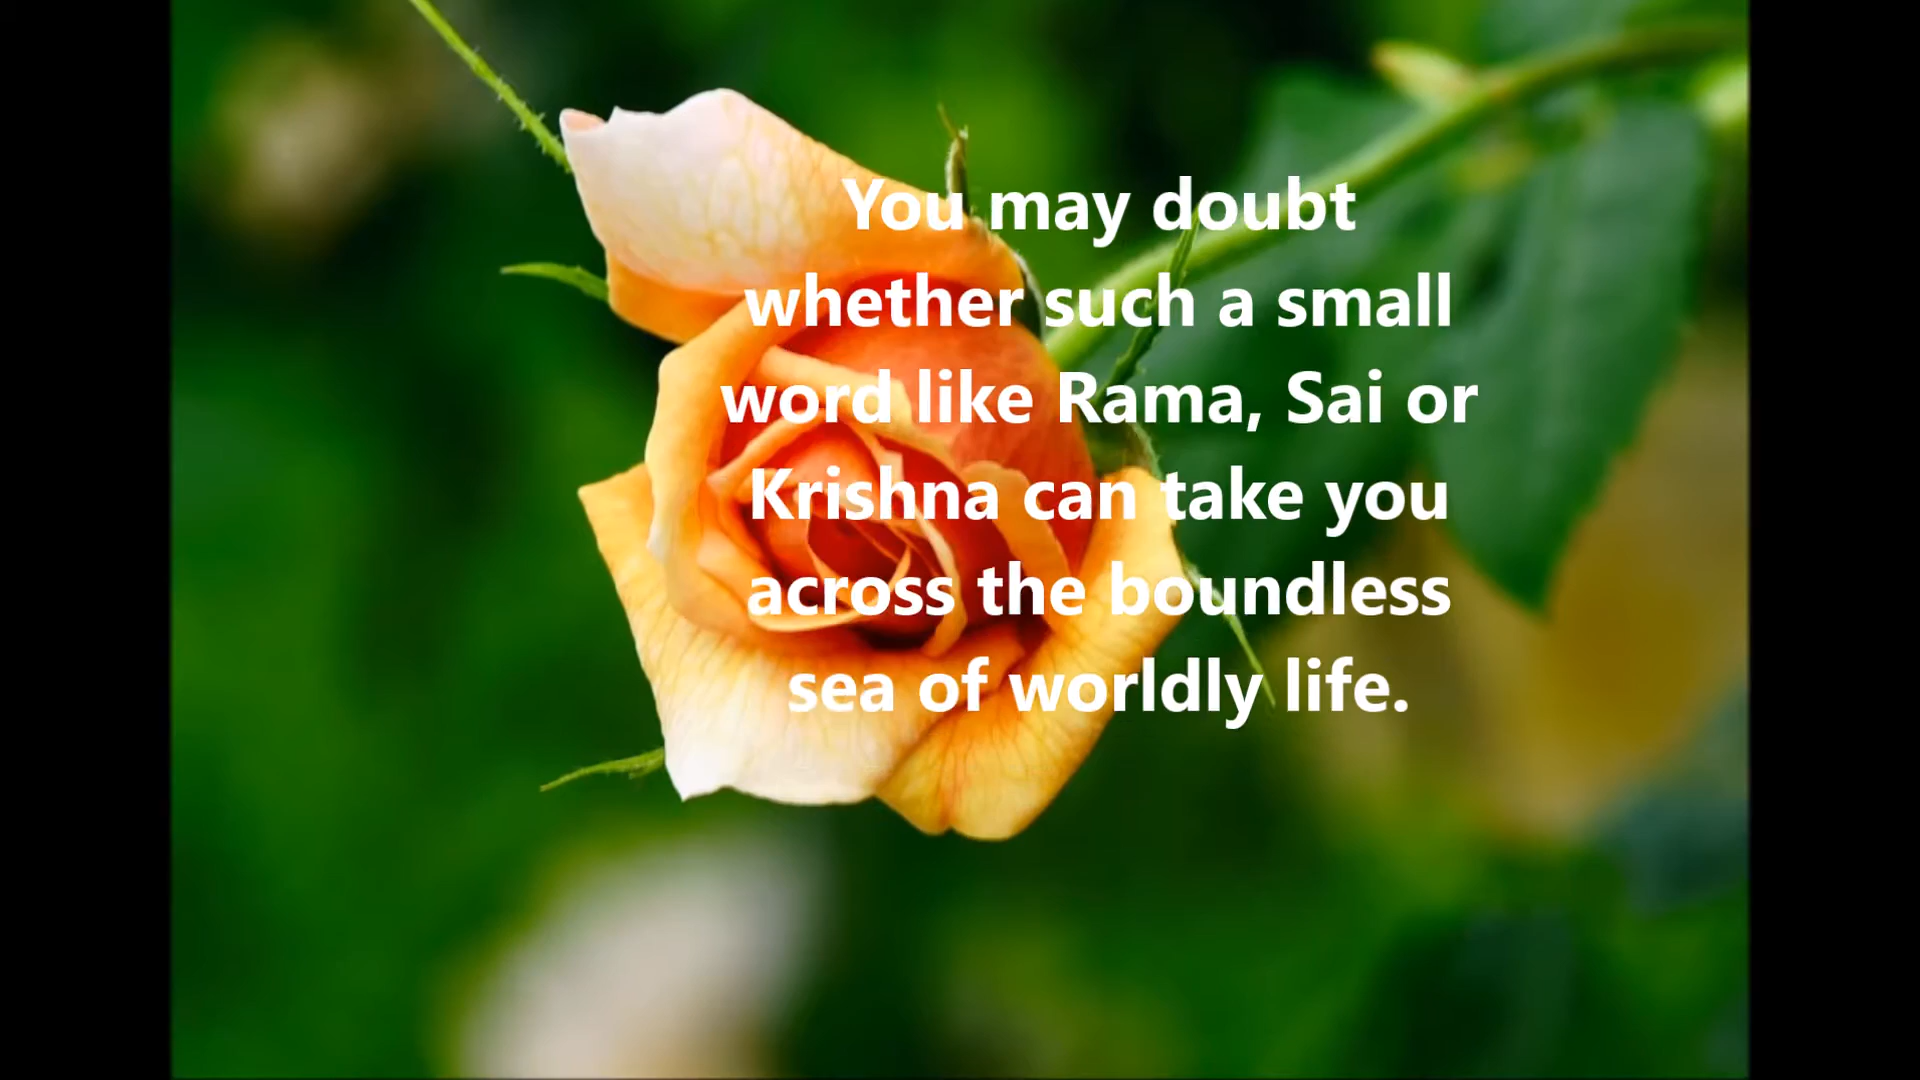 You may doubt
whether such a small
word like Rama, Sai or
Krishna can take you
across the boundless
sea of worldly life.